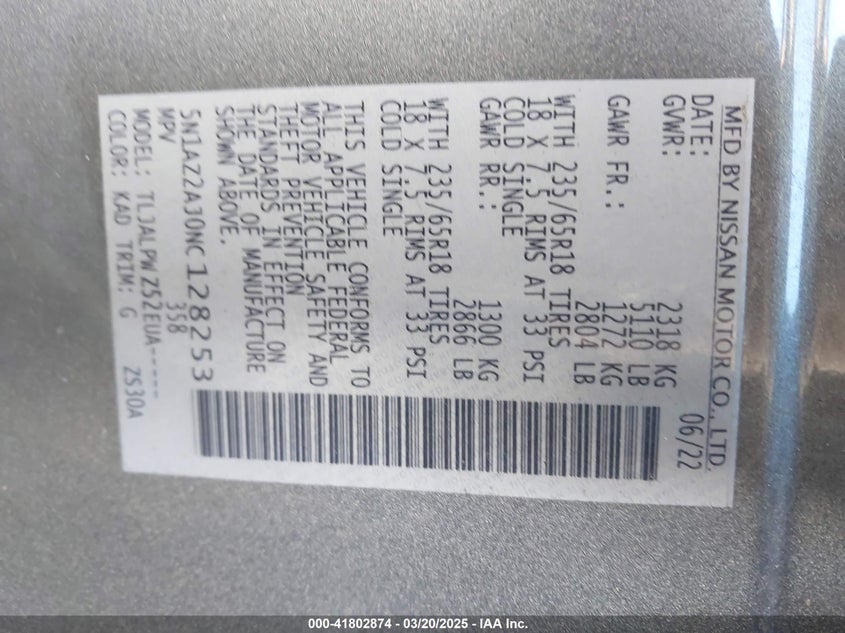 MFD BY NISSAN MOTOR CO., LTD.
DATE: 06/22
GVWR: 2318 KG
5110 LB
GAWR FR.: 1272 KG
2804 LB
WITH 235/65R18 TIRES
18 X 7.5 RIMS AT 33 PSI
COLD SINGLE
GAWR RR.: 1300 KG
2866 LB
WITH 235/65R18 TIRES
18 X 7.5 RIMS AT 33 PSI
COLD SINGLE
THIS VEHICLE CONFORMS TO
ALL APPLICABLE FEDERAL
MOTOR VEHICLE SAFETY AND
THEFT PREVENTION
STANDARDS IN EFFECT ON
THE DATE OF MANUFACTURE
SHOWN ABOVE.
5N1AZ2AJ0NC128253
MPV 358
MODEL: TLJALPW Z52EUA-----
COLOR: KAD TRIM: G ZS30A
000-41802874 - 03/20/2025 - IAA Inc.